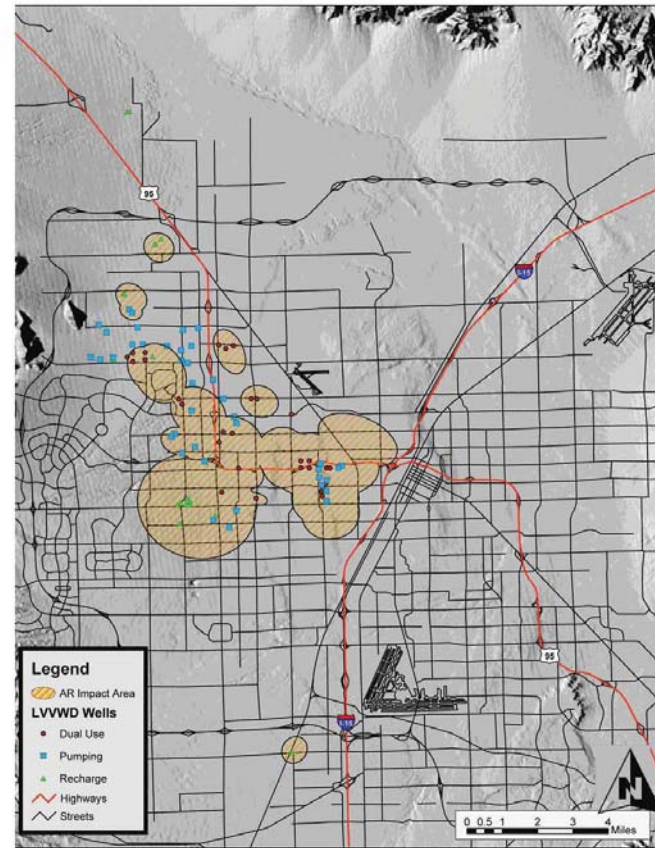 95
I-15
95
I-15
Legend
AR Impact Area
LVVWD Wells
Dual Use
Pumping
Recharge
Highways
Streets
N
0 0.5 1 2 3 4
Miles